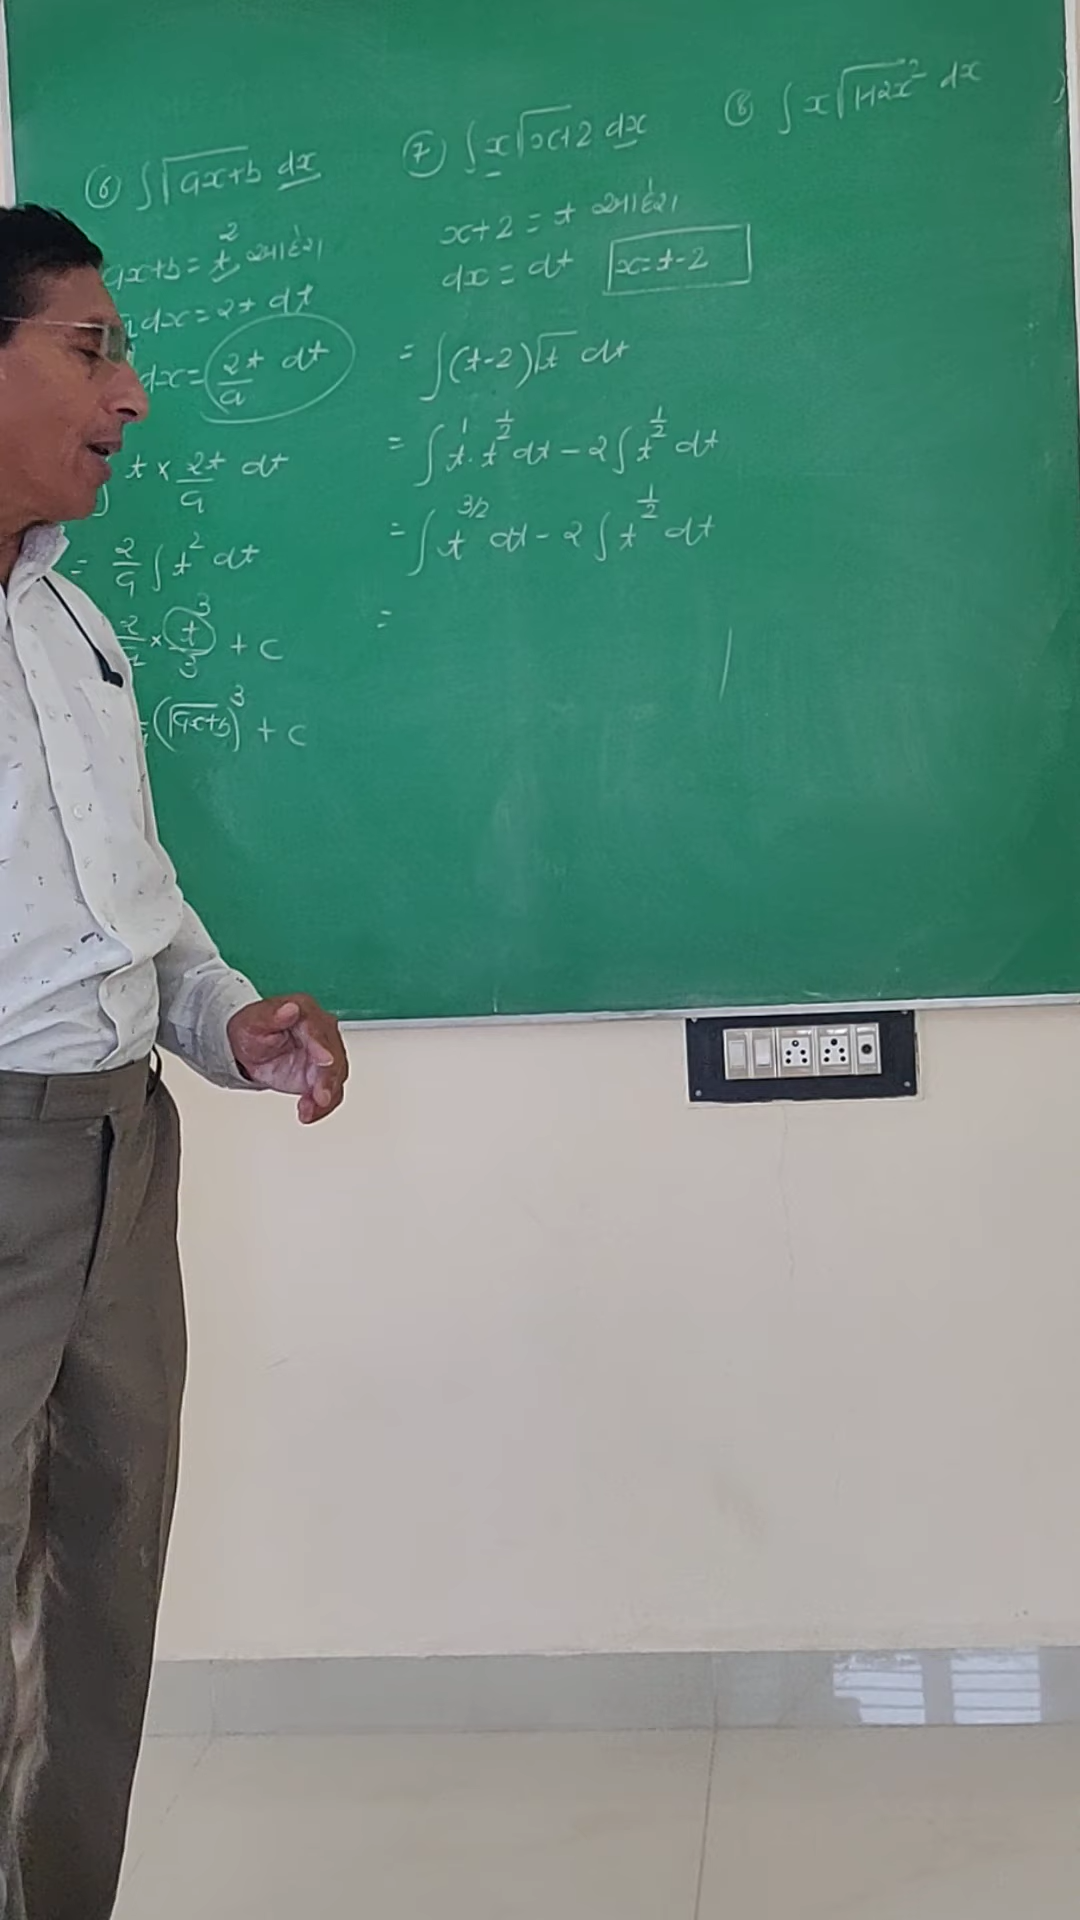 ⑥ ∫√(ax+b) dx
ax+b = t²
dx = 2t dt
dx = 2t/a dt
t × 2t/a dt
= 2/a ∫ t² dt
2/a × t³/3 + c
(√(ax+b))³ + c
⑦ ∫ x√(x+2) dx
x+2 = t
dx = dt x = t-2
= ∫(t-2)√t dt
= ∫ t¹·t^(1/2) dt - 2∫ t^(1/2) dt
= ∫ t^(3/2) dt - 2∫ t^(1/2) dt
=
⑧ ∫ x√(1+2x²) dx